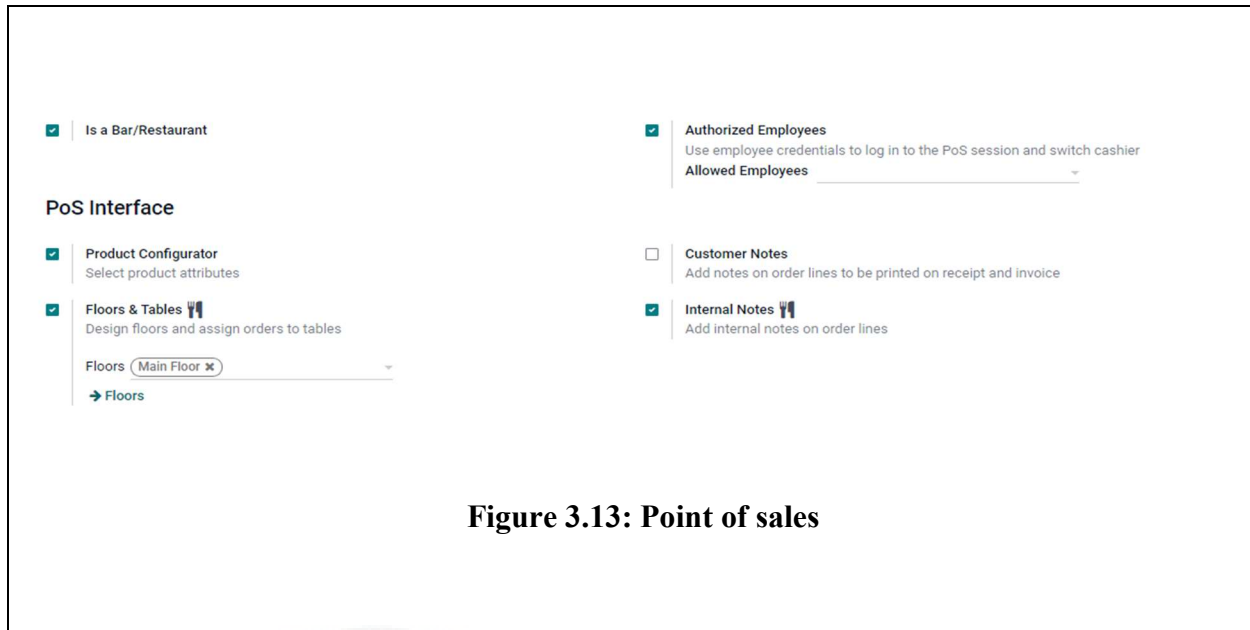 Is a Bar/Restaurant
Authorized Employees
Use employee credentials to log in to the PoS session and switch cashier
Allowed Employees
PoS Interface
Product Configurator
Select product attributes
Customer Notes
Add notes on order lines to be printed on receipt and invoice
Floors & Tables
Design floors and assign orders to tables
Floors Main Floor ×
→ Floors
Internal Notes
Add internal notes on order lines
Figure 3.13: Point of sales